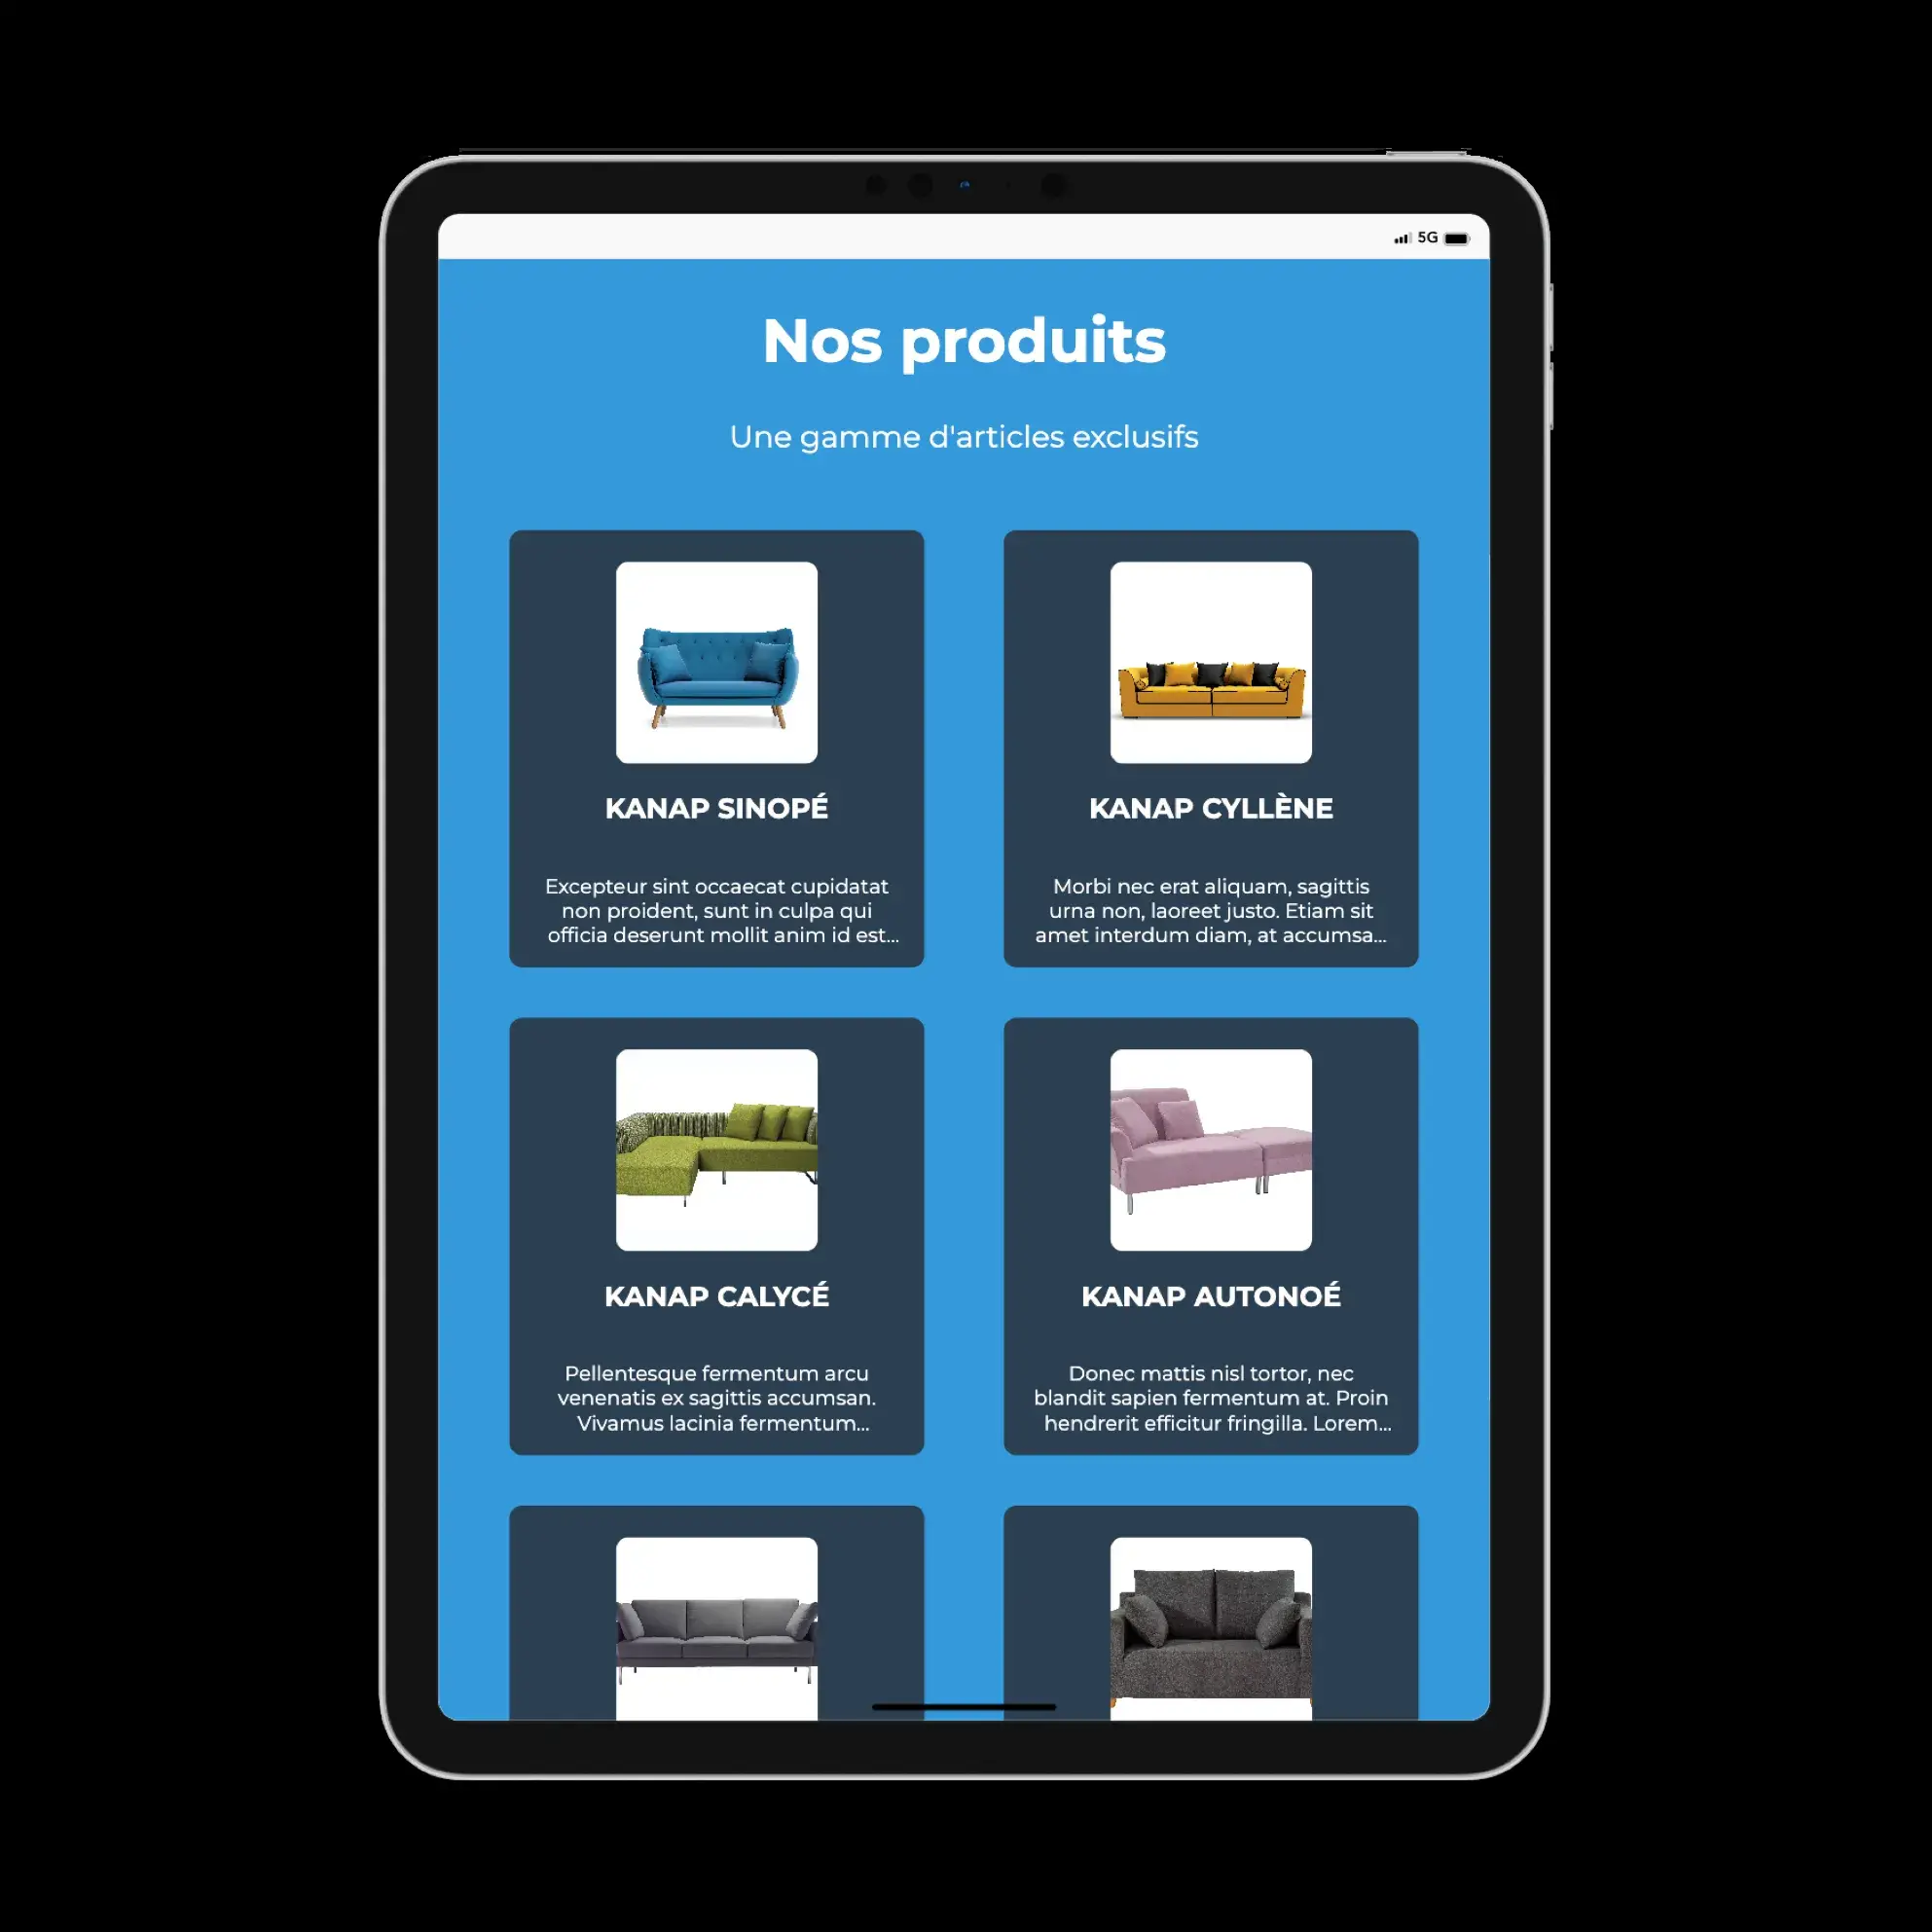 5G
Nos produits
Une gamme d'articles exclusifs
KANAP SINOPÉ
Excepteur sint occaecat cupidatat
non proident, sunt in culpa qui
officia deserunt mollit anim id est...
KANAP CYLLÈNE
Morbi nec erat aliquam, sagittis
urna non, laoreet justo. Etiam sit
amet interdum diam, at accumsa...
KANAP CALYCÉ
Pellentesque fermentum arcu
venenatis ex sagittis accumsan.
Vivamus lacinia fermentum...
KANAP AUTONOÉ
Donec mattis nisl tortor, nec
blandit sapien fermentum at. Proin
hendrerit efficitur fringilla. Lorem...